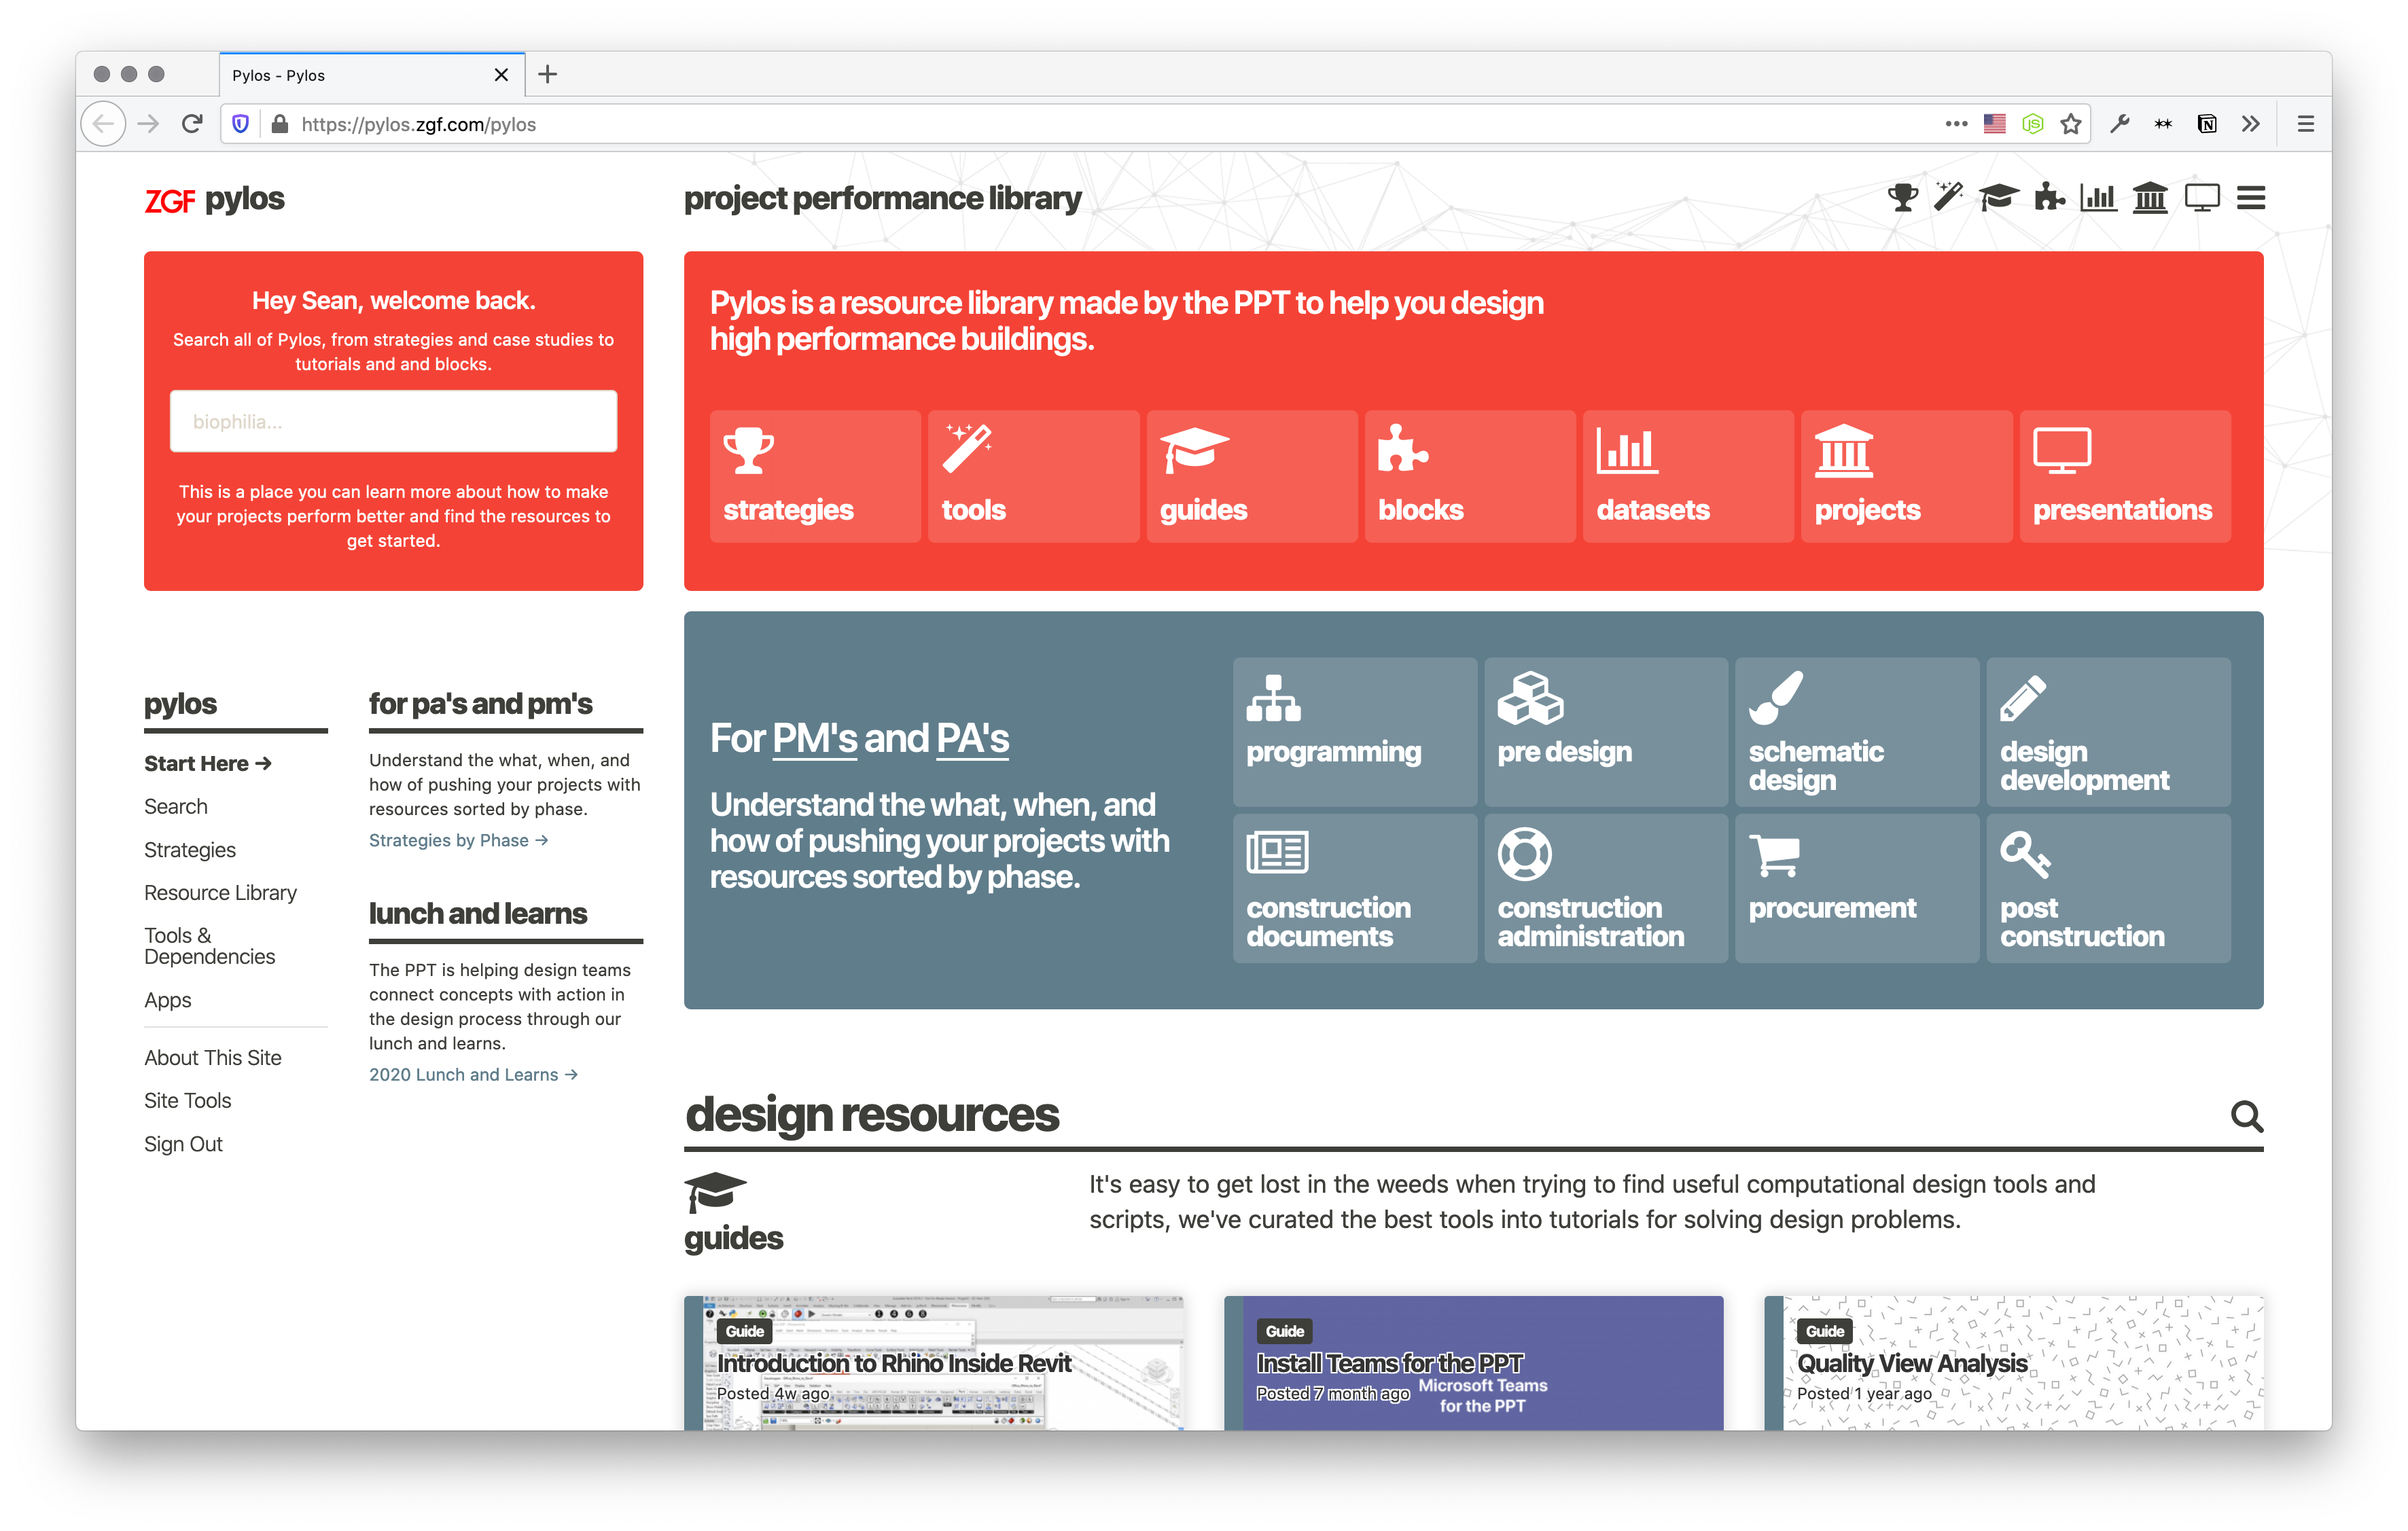 Pylos - Pylos
https://pylos.zgf.com/pylos
ZGF pylos
project performance library
Hey Sean, welcome back.
Search all of Pylos, from strategies and case studies to
tutorials and and blocks.
biophilia...
This is a place you can learn more about how to make
your projects perform better and find the resources to
get started.
Pylos is a resource library made by the PPT to help you design
high performance buildings.
strategies
tools
guides
blocks
datasets
projects
presentations
pylos
Start Here →
Search
Strategies
Resource Library
Tools &
Dependencies
Apps
About This Site
Site Tools
Sign Out
for pa's and pm's
Understand the what, when, and
how of pushing your projects with
resources sorted by phase.
Strategies by Phase →
lunch and learns
The PPT is helping design teams
connect concepts with action in
the design process through our
lunch and learns.
2020 Lunch and Learns →
For PM's and PA's
Understand the what, when, and
how of pushing your projects with
resources sorted by phase.
programming
pre design
schematic
design
design
development
construction
documents
construction
administration
procurement
post
construction
design resources
guides
It's easy to get lost in the weeds when trying to find useful computational design tools and
scripts, we've curated the best tools into tutorials for solving design problems.
Guide
Introduction to Rhino Inside Revit
Posted 4w ago
Guide
Install Teams for the PPT
Posted 7 month ago
Microsoft Teams
for the PPT
Guide
Quality View Analysis
Posted 1 year ago